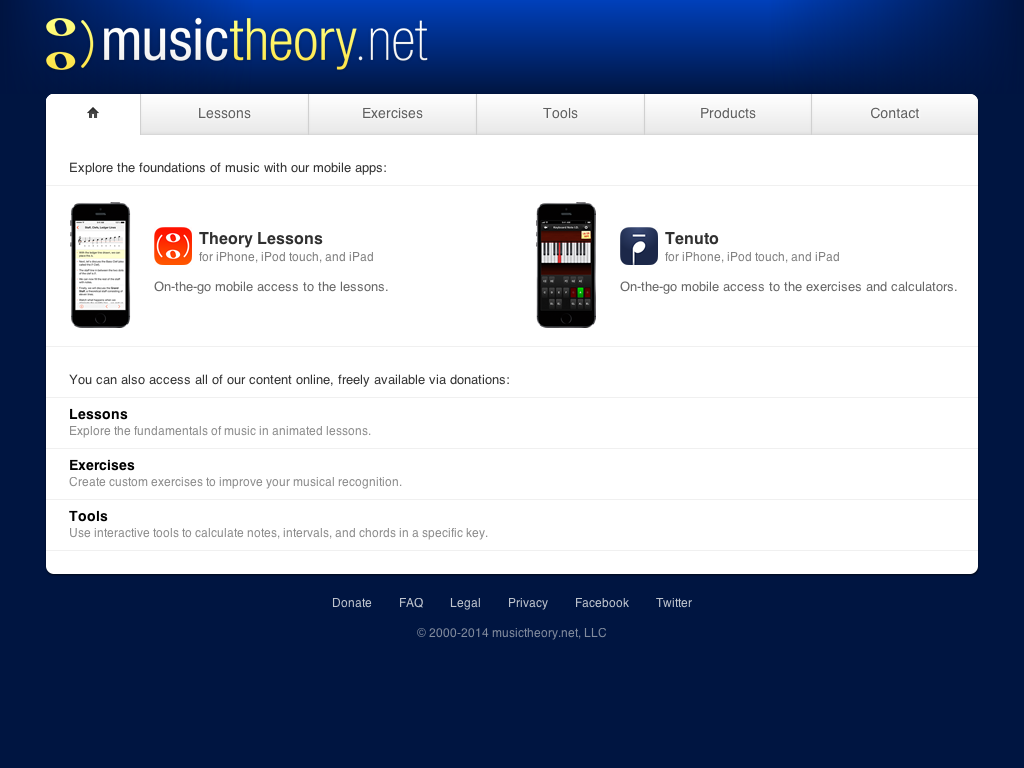 musictheory.net
Lessons
Exercises
Tools
Products
Contact
Explore the foundations of music with our mobile apps:
Theory Lessons
for iPhone, iPod touch, and iPad
On-the-go mobile access to the lessons.
Tenuto
for iPhone, iPod touch, and iPad
On-the-go mobile access to the exercises and calculators.
You can also access all of our content online, freely available via donations:
Lessons
Explore the fundamentals of music in animated lessons.
Exercises
Create custom exercises to improve your musical recognition.
Tools
Use interactive tools to calculate notes, intervals, and chords in a specific key.
Donate FAQ Legal Privacy Facebook Twitter
© 2000-2014 musictheory.net, LLC